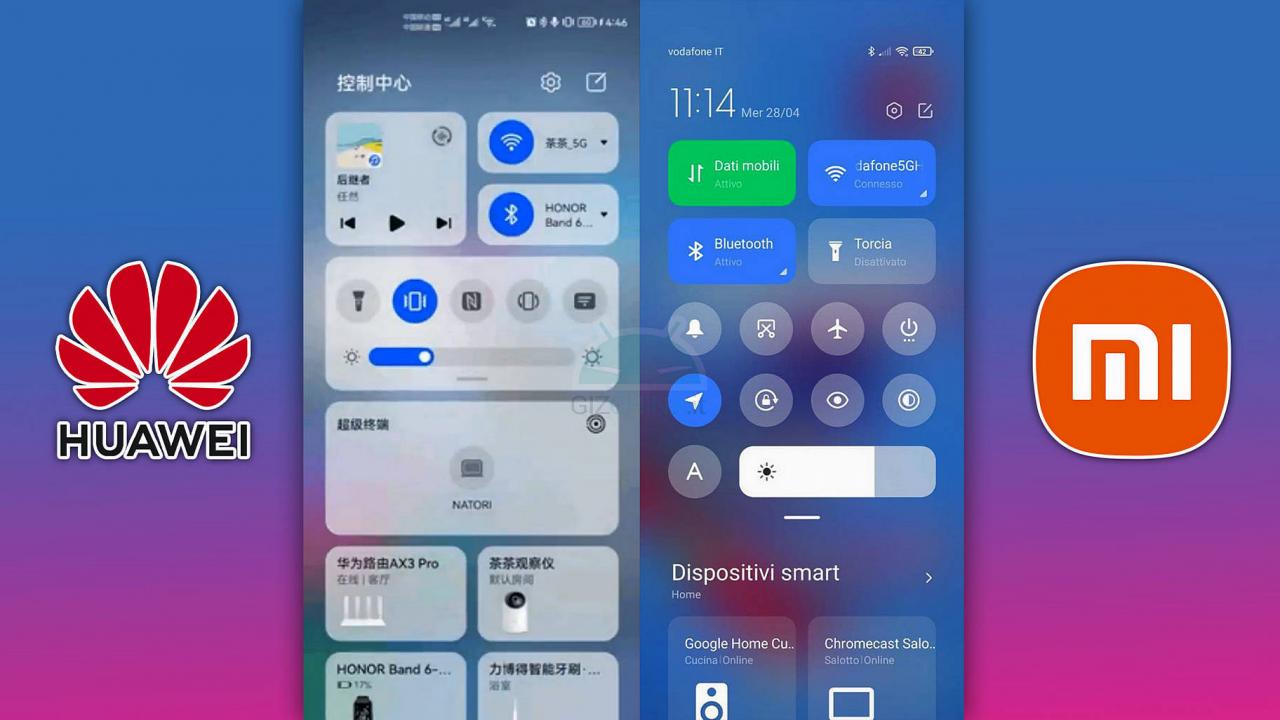 HUAWEI
4:46
控制中心
后继者
任然
茶茶_5G
HONOR
Band 6...
超级终端
NATORI
华为路由AX3 Pro
在线 | 客厅
茶茶观察仪
默认房间
HONOR Band 6-...
17%
力博得智能牙刷·...
浴室
vodafone IT
42
11:14 Mer 28/04
Dati mobili
Attivo
dafone5GH
Connesso
Bluetooth
Attivo
Torcia
Disattivato
A
Dispositivi smart
Home
Google Home Cu..
Cucina | Online
Chromecast Salo..
Salotto | Online
MI